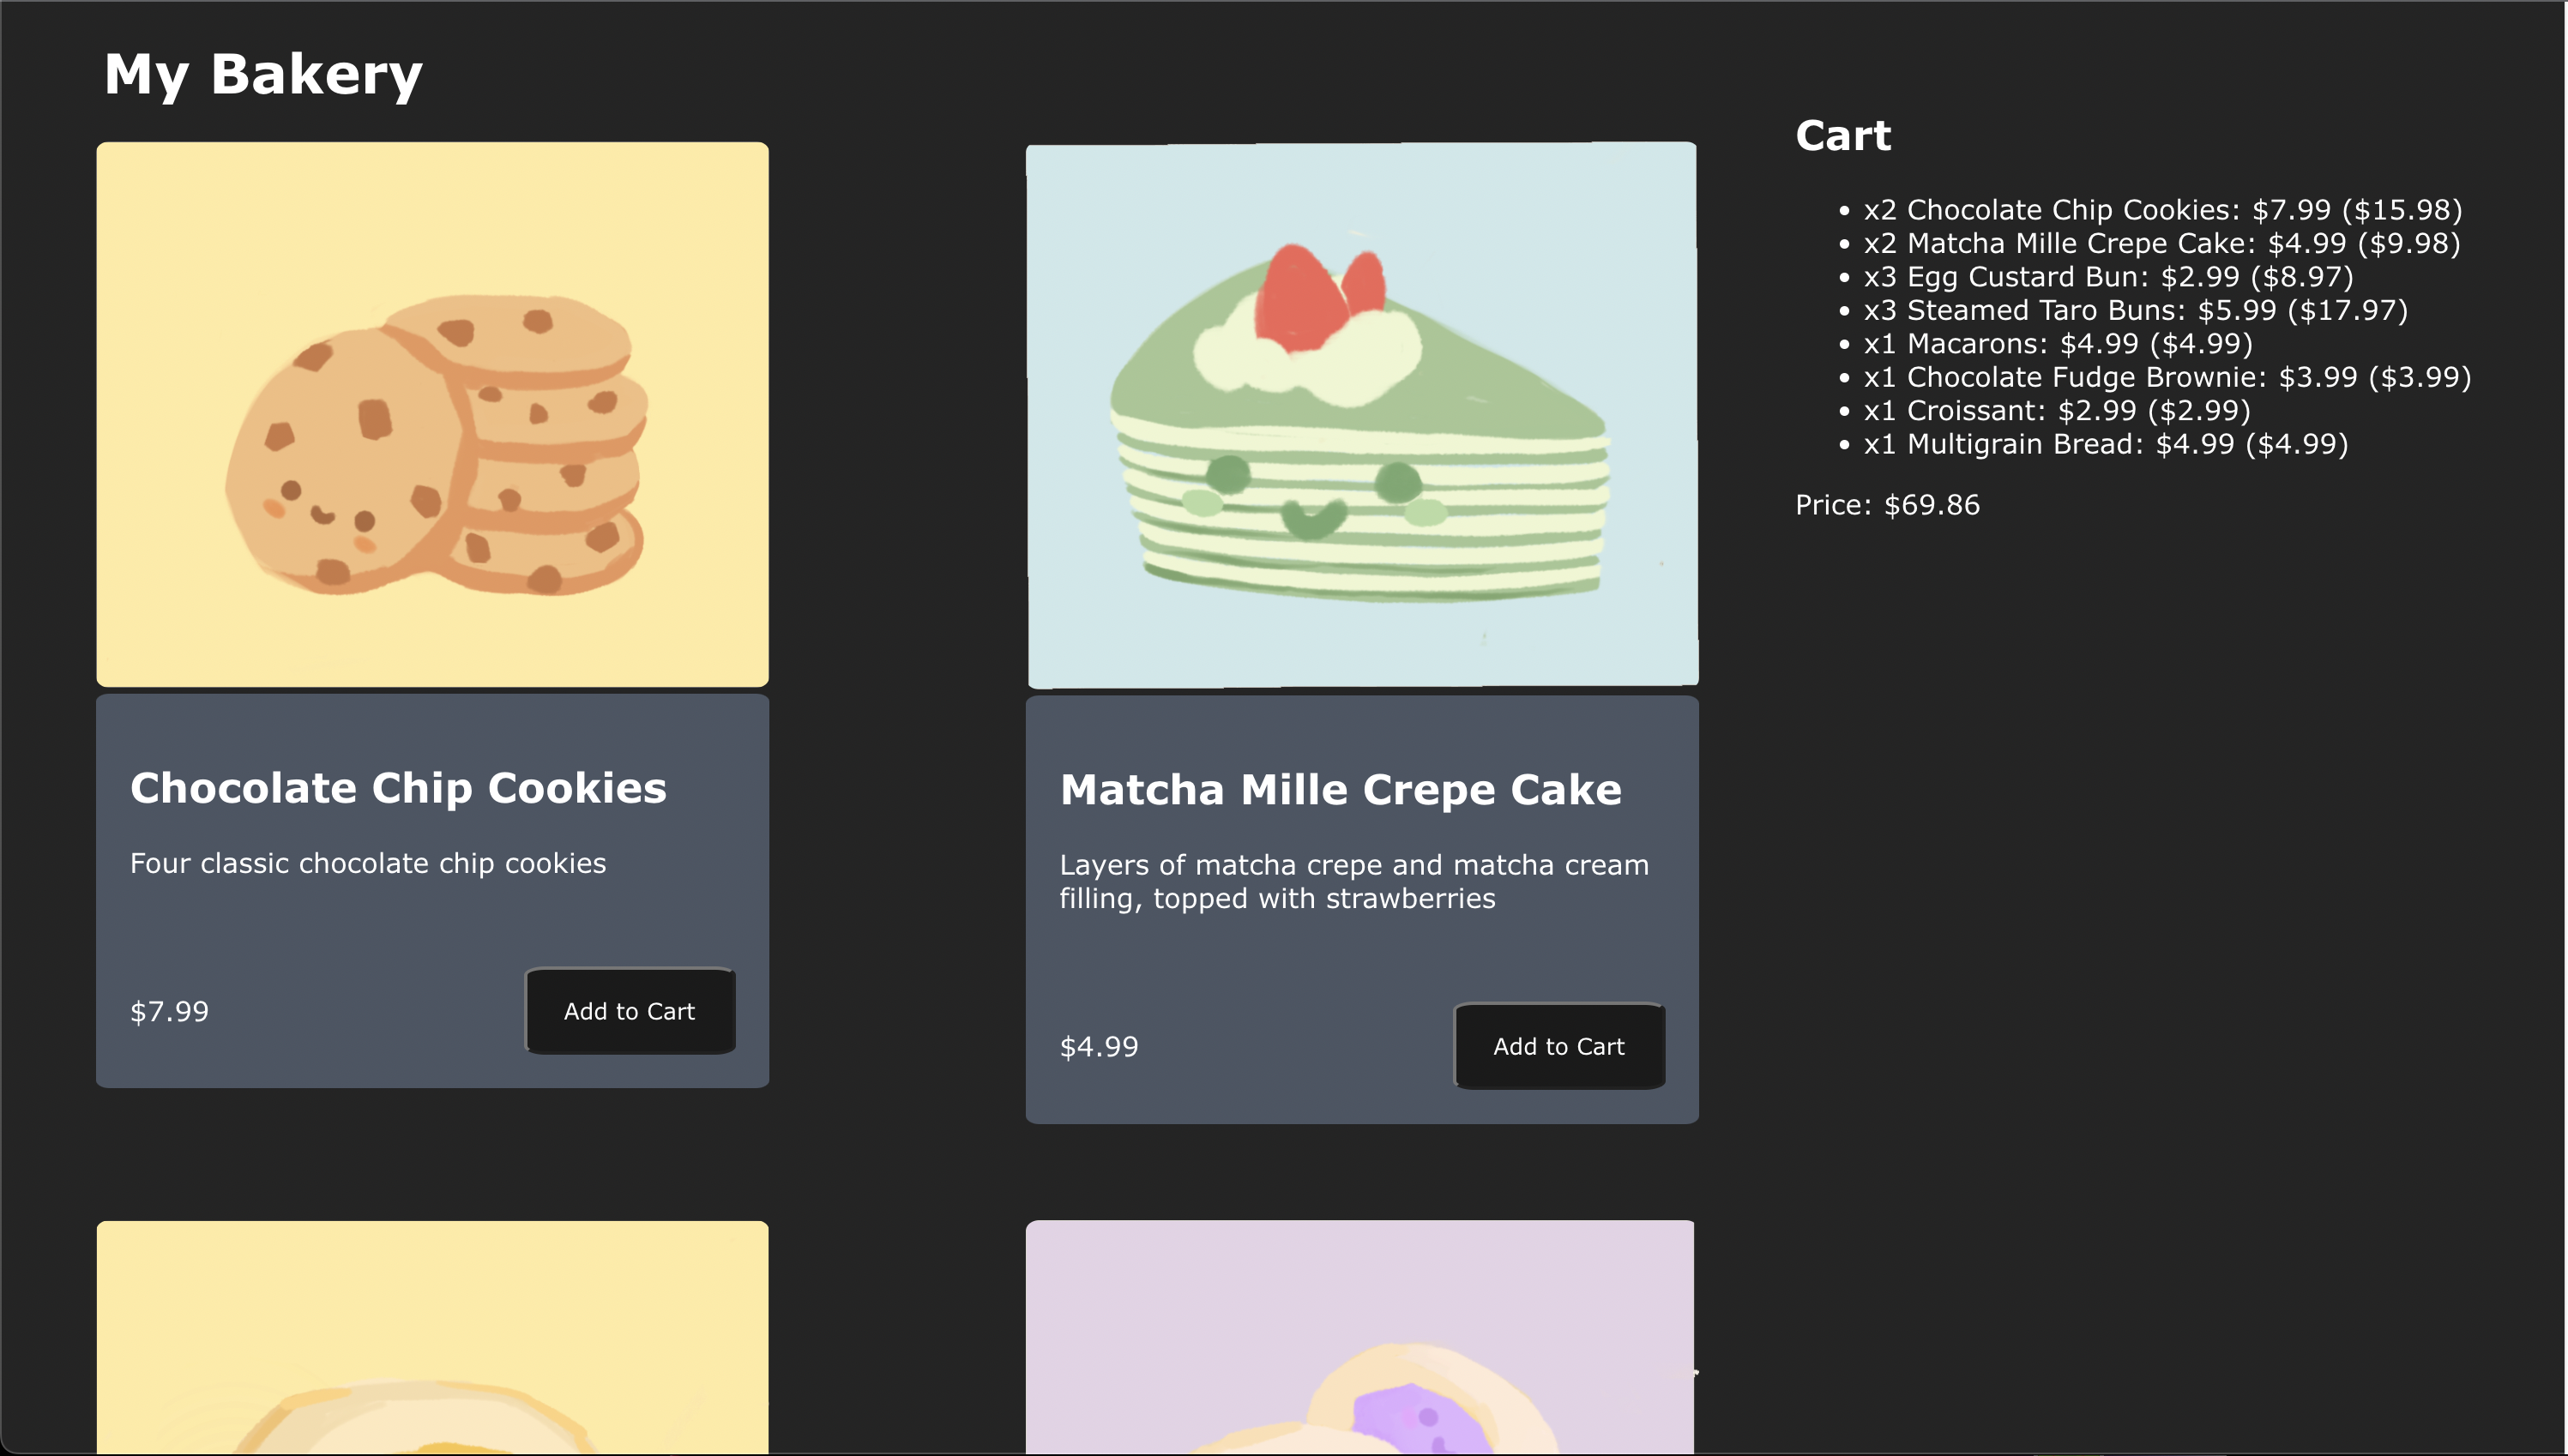 My Bakery
Chocolate Chip Cookies
Four classic chocolate chip cookies
$7.99
Add to Cart
Matcha Mille Crepe Cake
Layers of matcha crepe and matcha cream
filling, topped with strawberries
$4.99
Add to Cart
Cart
x2 Chocolate Chip Cookies: $7.99 ($15.98)
x2 Matcha Mille Crepe Cake: $4.99 ($9.98)
x3 Egg Custard Bun: $2.99 ($8.97)
x3 Steamed Taro Buns: $5.99 ($17.97)
x1 Macarons: $4.99 ($4.99)
x1 Chocolate Fudge Brownie: $3.99 ($3.99)
x1 Croissant: $2.99 ($2.99)
x1 Multigrain Bread: $4.99 ($4.99)
Price: $69.86